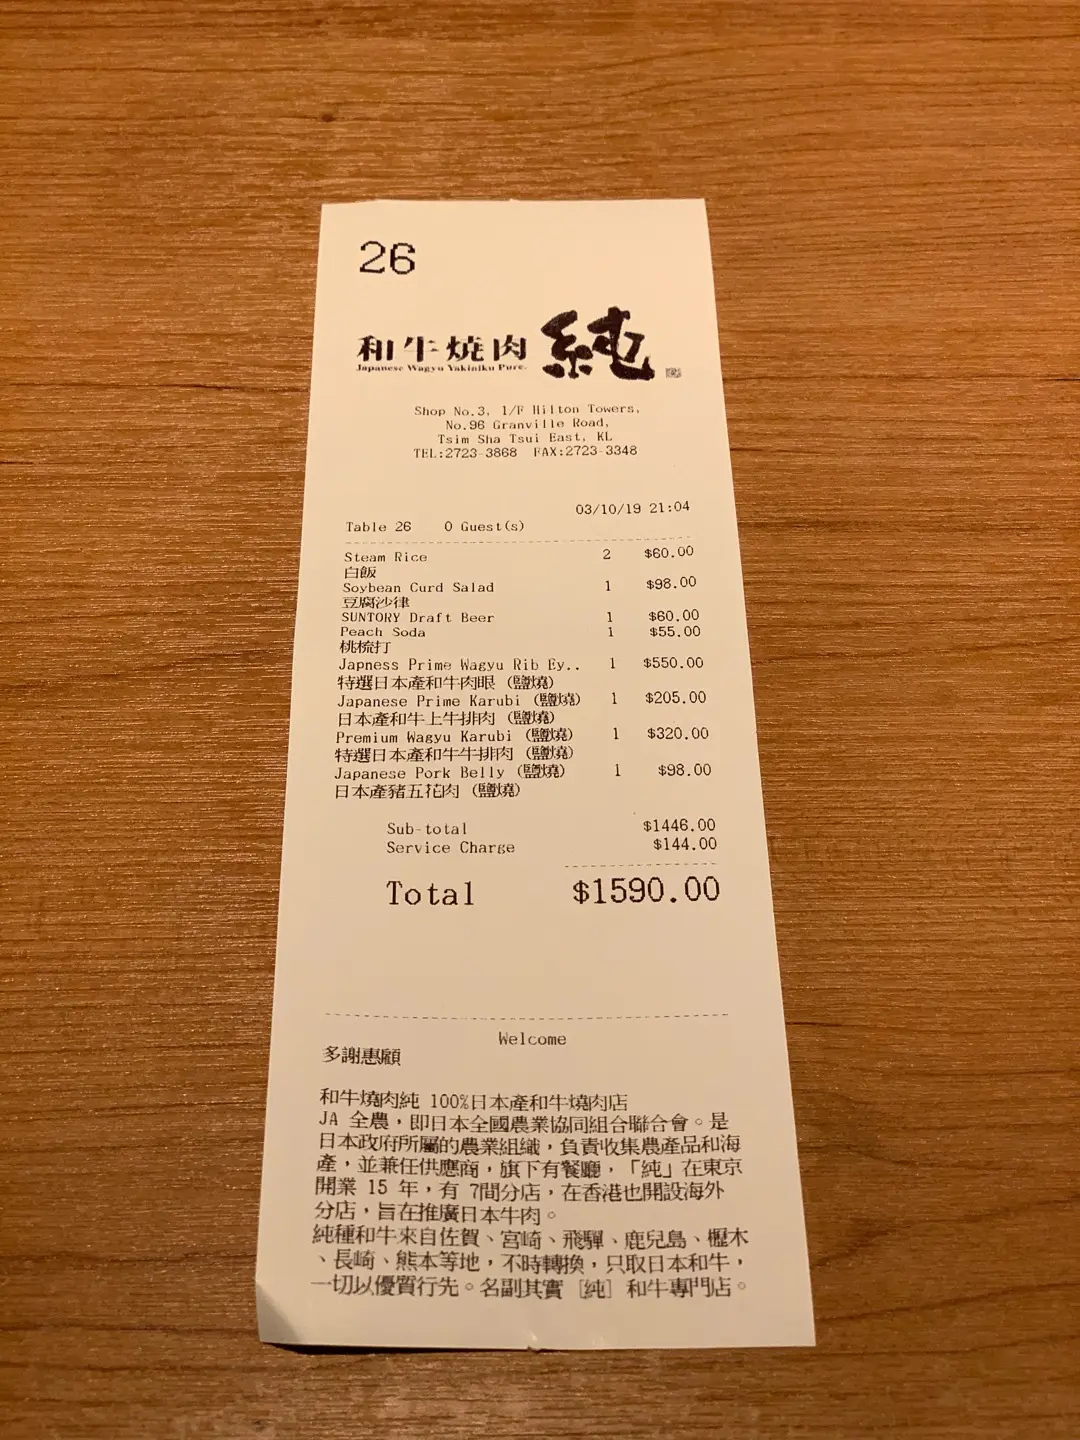 26
和牛燒肉 純
Japanese Wagyu Yakiniku Pure.
Shop No.3, 1/F Hilton Towers,
No.96 Granville Road,
Tsim Sha Tsui East, KL
TEL:2723-3868 FAX:2723-3348
03/10/19 21:04
Table 26 0 Guest(s)
Steam Rice 2 $60.00
白飯
Soybean Curd Salad 1 $98.00
豆腐沙律
SUNTORY Draft Beer 1 $60.00
Peach Soda 1 $55.00
桃梳打
Japness Prime Wagyu Rib Ey.. 1 $550.00
特選日本產和牛肉眼 (鹽燒)
Japanese Prime Karubi (鹽燒) 1 $205.00
日本產和牛上牛排肉 (鹽燒)
Premium Wagyu Karubi (鹽燒) 1 $320.00
特選日本產和牛牛排肉 (鹽燒)
Japanese Pork Belly (鹽燒) 1 $98.00
日本產豬五花肉 (鹽燒)
Sub-total $1446.00
Service Charge $144.00
Total $1590.00
Welcome
多謝惠顧
和牛燒肉純 100%日本產和牛燒肉店
JA 全農，即日本全國農業協同組合聯合會。是
日本政府所屬的農業組織，負責收集農產品和海
產，並兼任供應商，旗下有餐廳，「純」在東京
開業 15 年，有 7間分店，在香港也開設海外
分店，旨在推廣日本牛肉。
純種和牛來自佐賀、宮崎、飛驒、鹿兒島、櫪木
、長崎、熊本等地，不時轉換，只取日本和牛，
一切以優質行先。名副其實 [純] 和牛專門店。